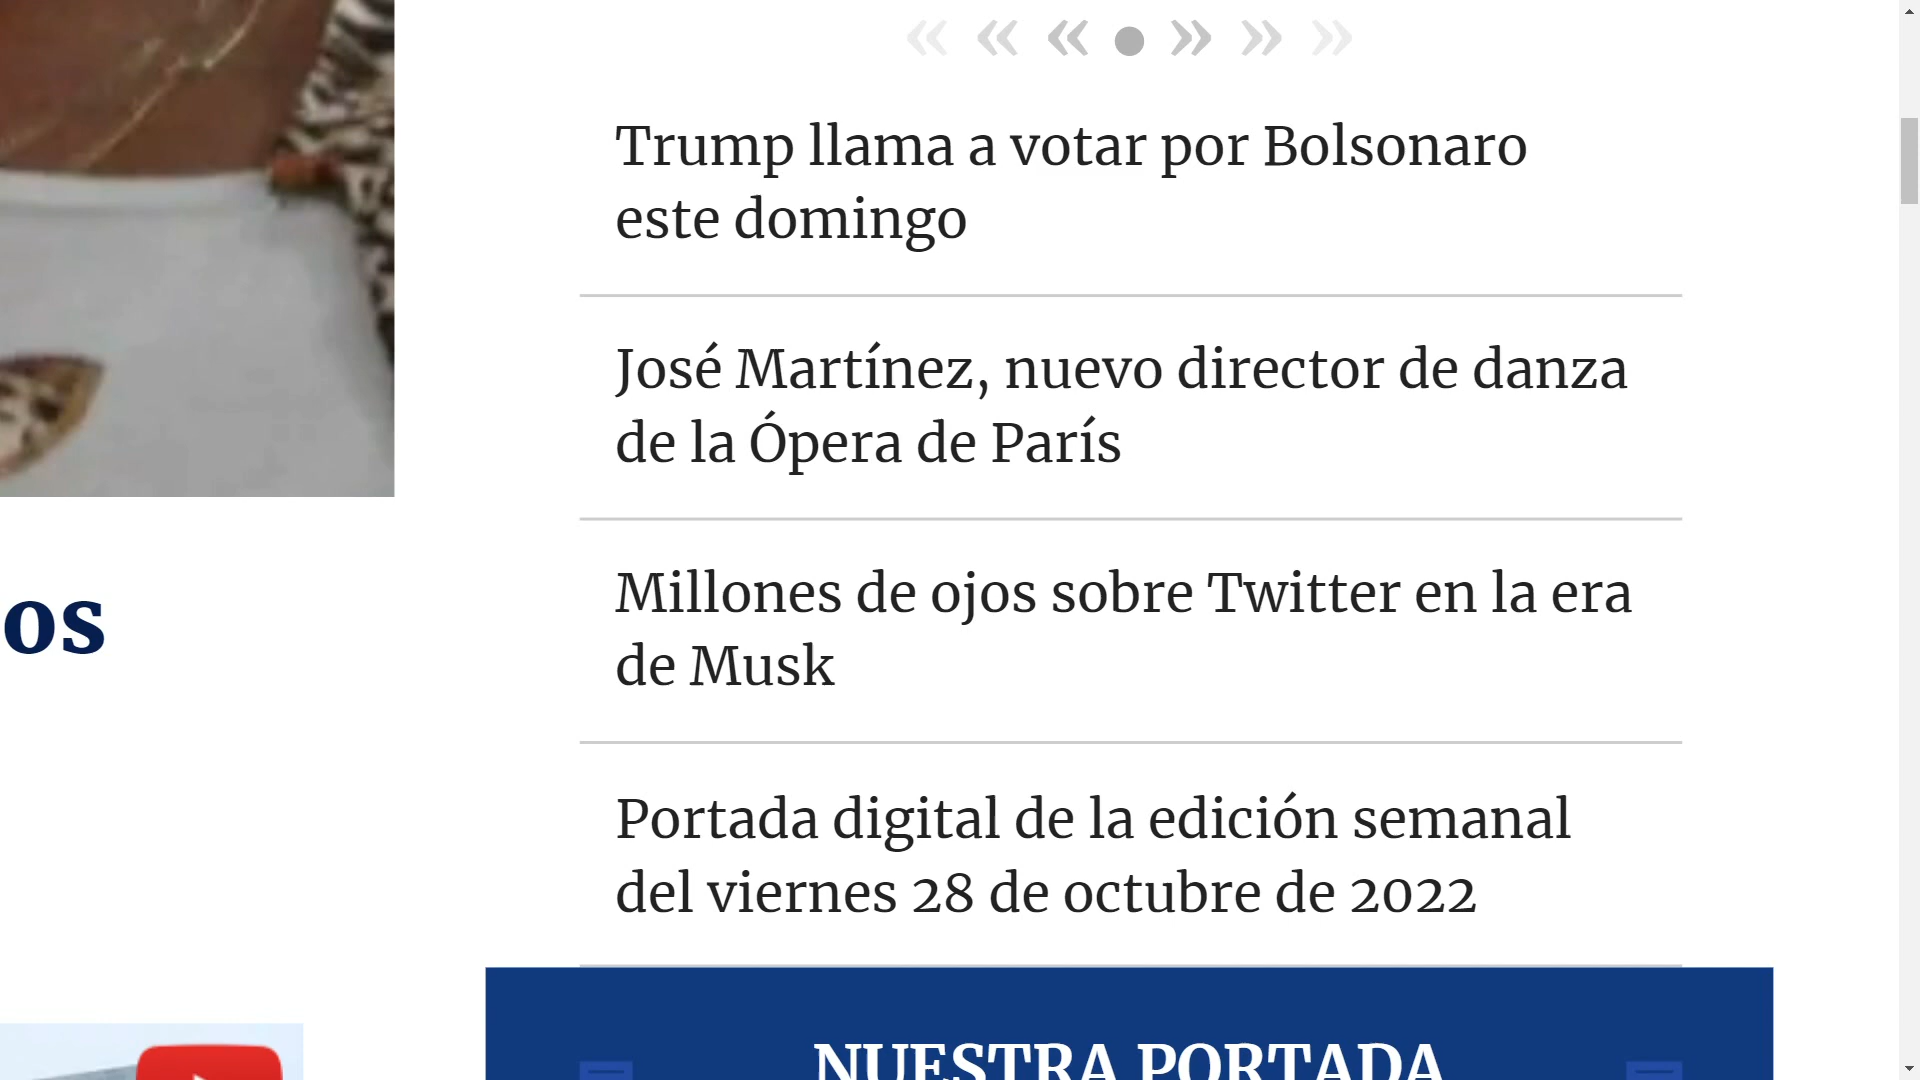 Trump llama a votar por Bolsonaro
este domingo
José Martínez, nuevo director de danza
de la Ópera de París
Millones de ojos sobre Twitter en la era
de Musk
Portada digital de la edición semanal
del viernes 28 de octubre de 2022
os
NUESTRA PORTADA